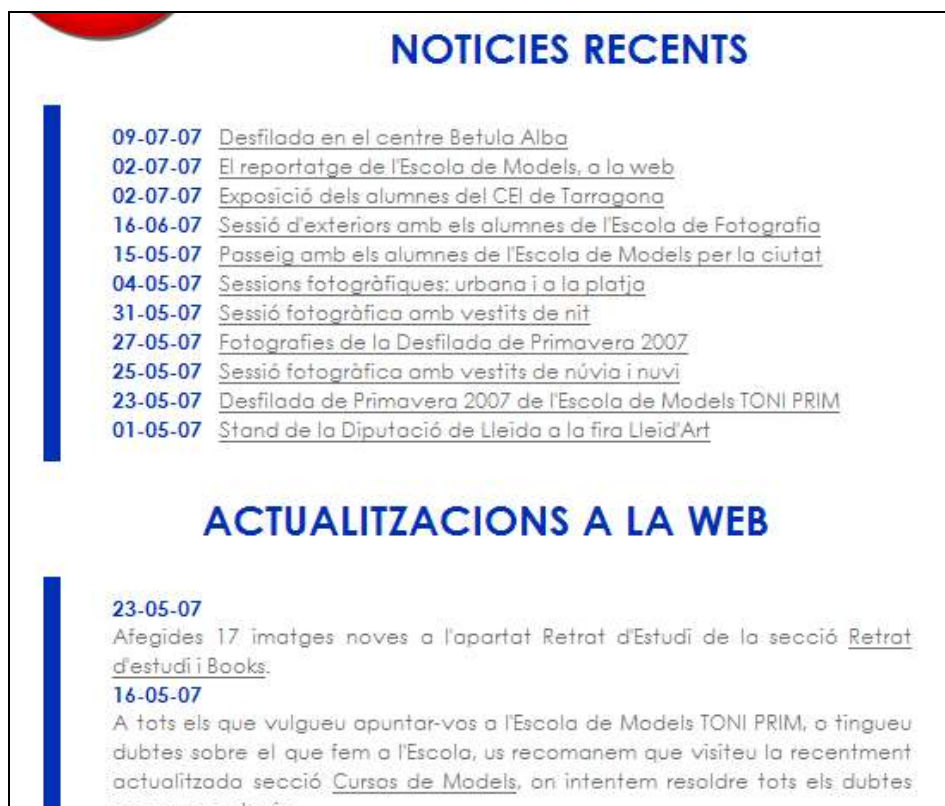 NOTICIES RECENTS
09-07-07 Desfilada en el centre Betula Alba
02-07-07 El reportatge de l'Escola de Models, a la web
02-07-07 Exposició dels alumnes del CEI de Tarragona
16-06-07 Sessió d'exteriors amb els alumnes de l'Escola de Fotografia
15-05-07 Passeig amb els alumnes de l'Escola de Models per la ciutat
04-05-07 Sessions fotogràfiques: urbana i a la platja
31-05-07 Sessió fotogràfica amb vestits de nit
27-05-07 Fotografies de la Desfilada de Primavera 2007
25-05-07 Sessió fotogràfica amb vestits de núvia i nuvi
23-05-07 Desfilada de Primavera 2007 de l'Escola de Models TONI PRIM
01-05-07 Stand de la Diputació de Lleida a la fira Lleid'Art
ACTUALITZACIONS A LA WEB
23-05-07
Afegides 17 imatges noves a l'apartat Retrat d'Estudi de la secció Retrat
d'estudi i Books.
16-05-07
A tots els que vulgueu apuntar-vos a l'Escola de Models TONI PRIM, o tingueu
dubtes sobre el que fem a l'Escola, us recomanem que visiteu la recentment
actualitzada secció Cursos de Models, on intentem resoldre tots els dubtes